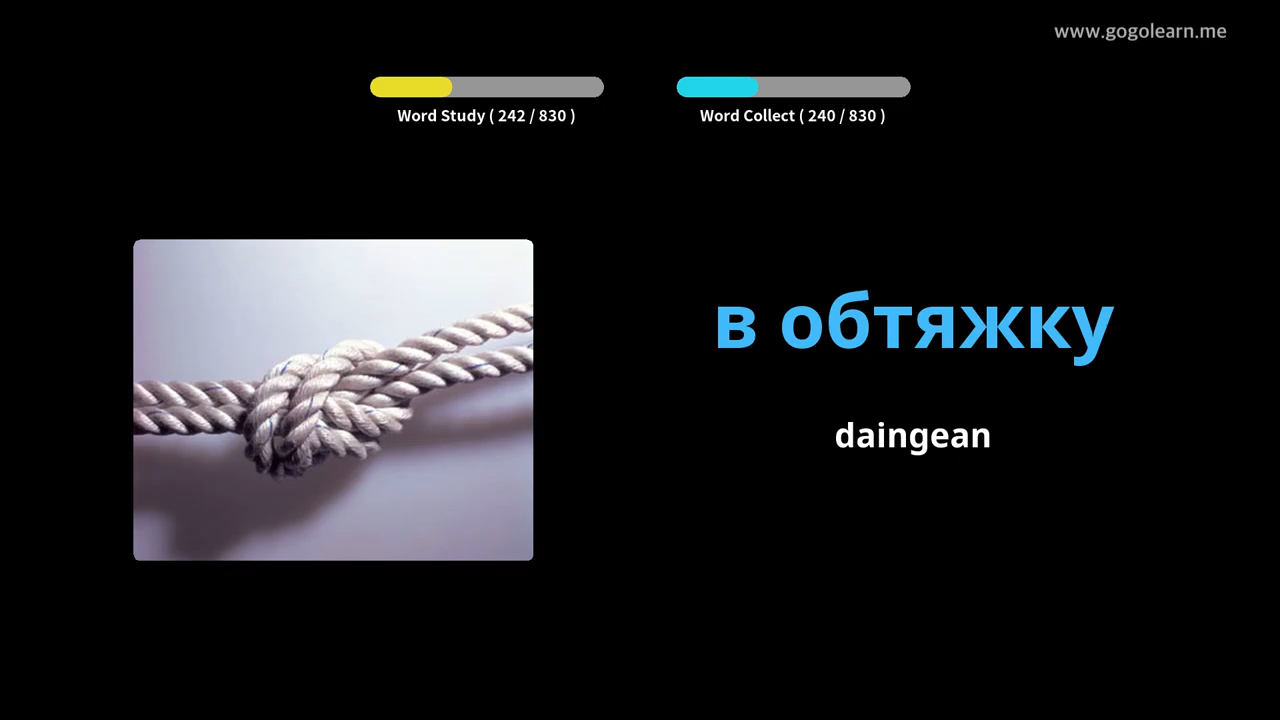 www.gogolearn.me
Word Study ( 242 / 830 )
Word Collect ( 240 / 830 )
в обтяжку
daingean